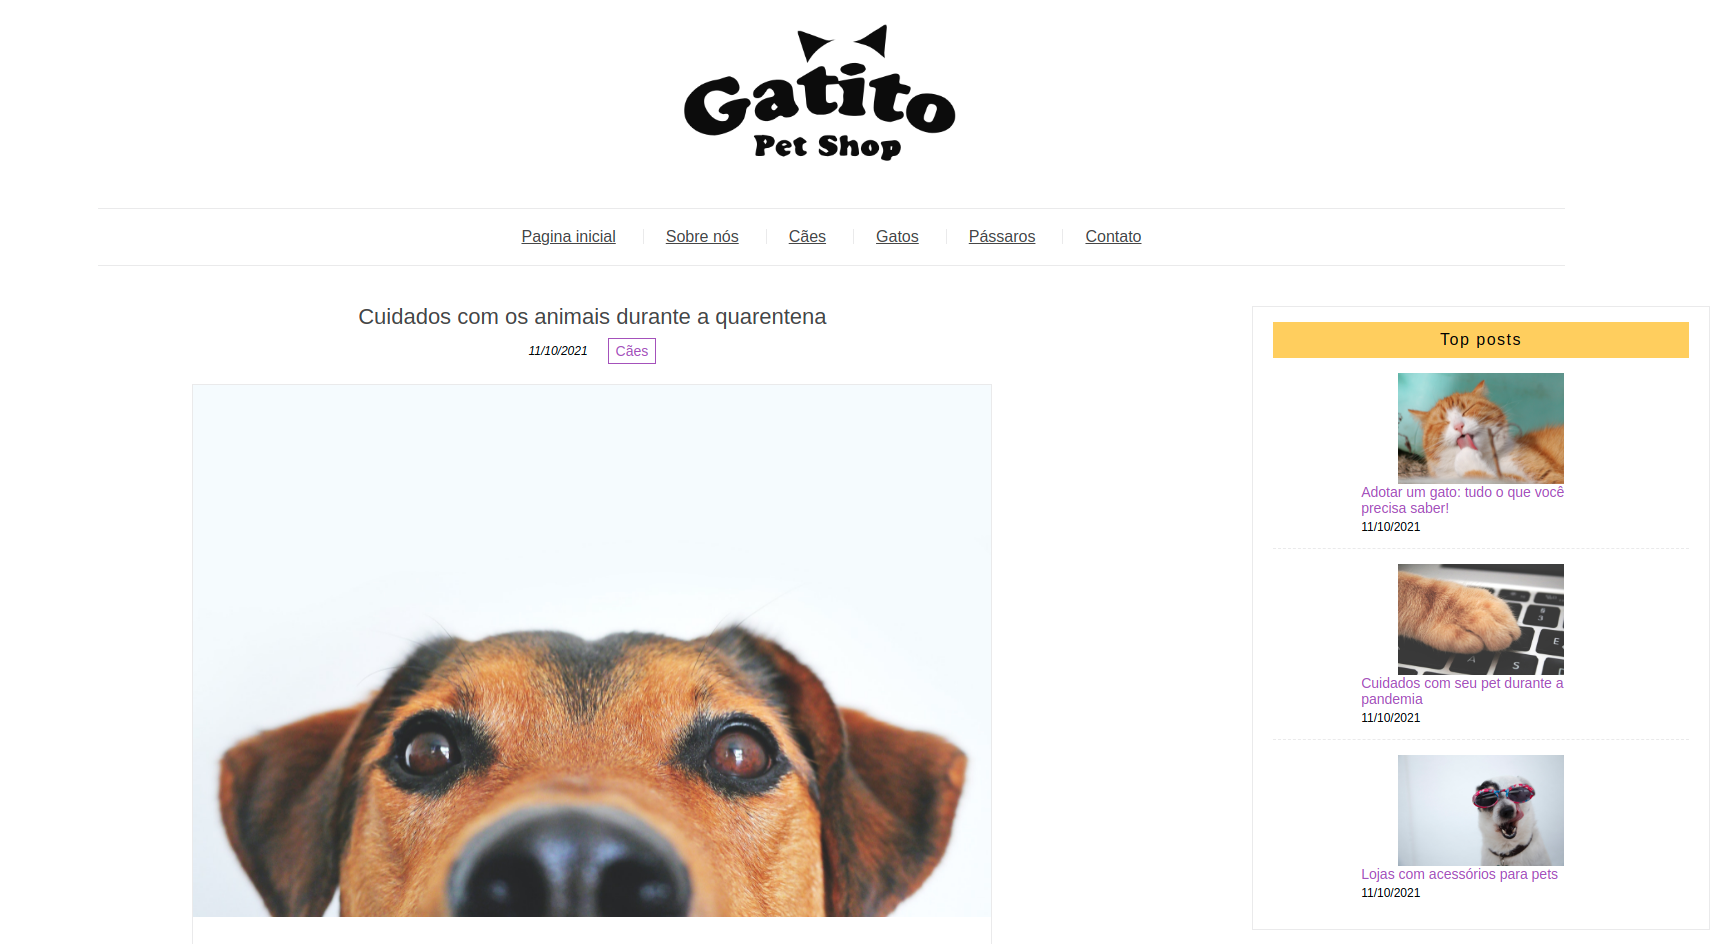 Gatito
Pet Shop
Pagina inicial
Sobre nós
Cães
Gatos
Pássaros
Contato
Cuidados com os animais durante a quarentena
11/10/2021
Cães
Top posts
Adotar um gato: tudo o que você
precisa saber!
11/10/2021
Cuidados com seu pet durante a
pandemia
11/10/2021
Lojas com acessórios para pets
11/10/2021